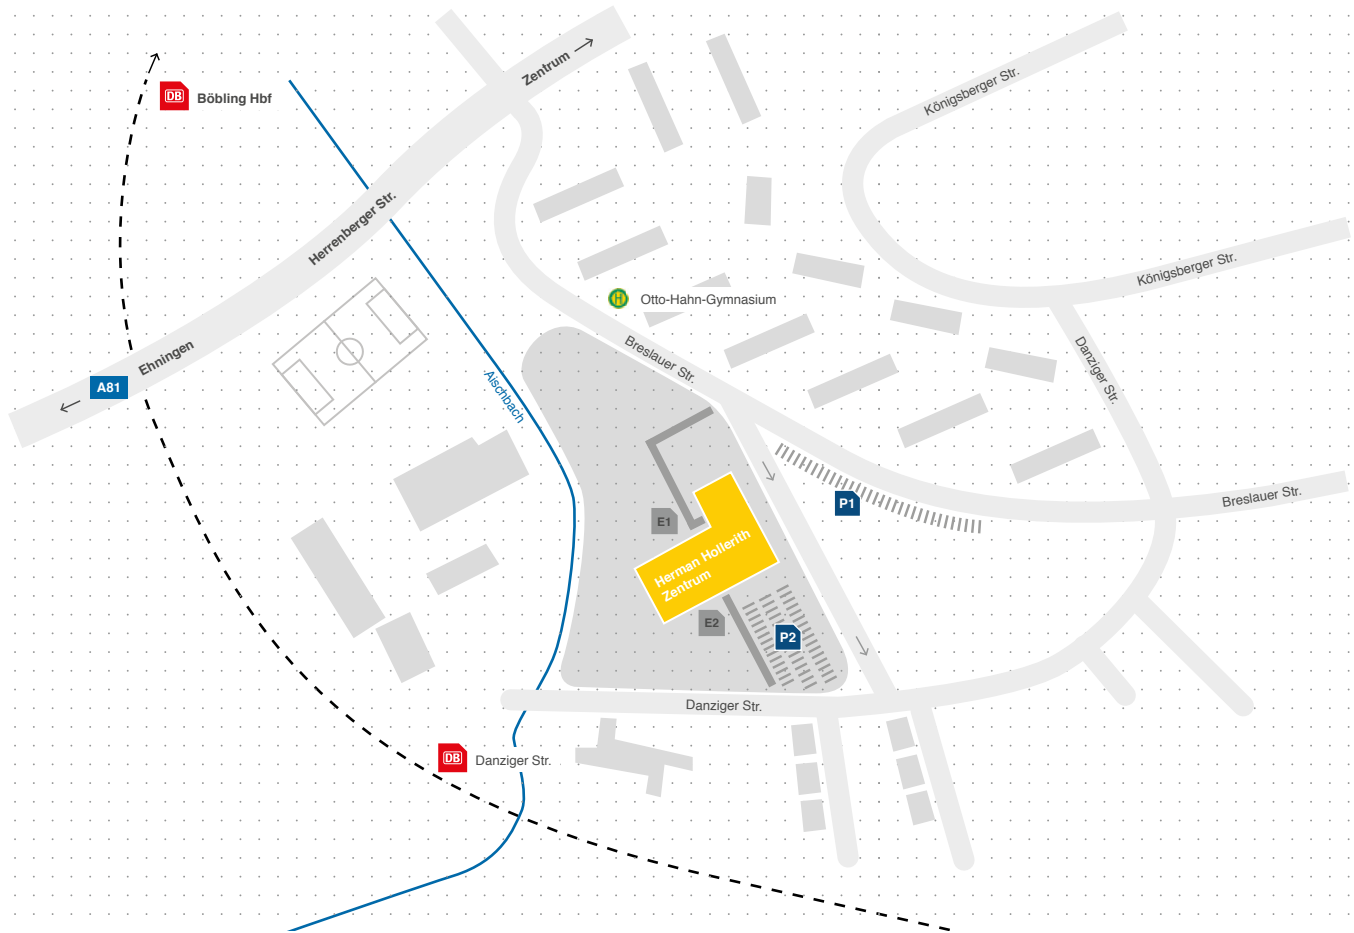 Zentrum
Königsberger Str.
DB
Böbling Hbf
Herrenberger Str.
Königsberger Str.
H
Otto-Hahn-Gymnasium
Ehningen
Breslauer Str.
Danziger Str.
A81
Aischbach
Breslauer Str.
P1
E1
Herman Hollerith
Zentrum
E2
P2
Danziger Str.
DB
Danziger Str.